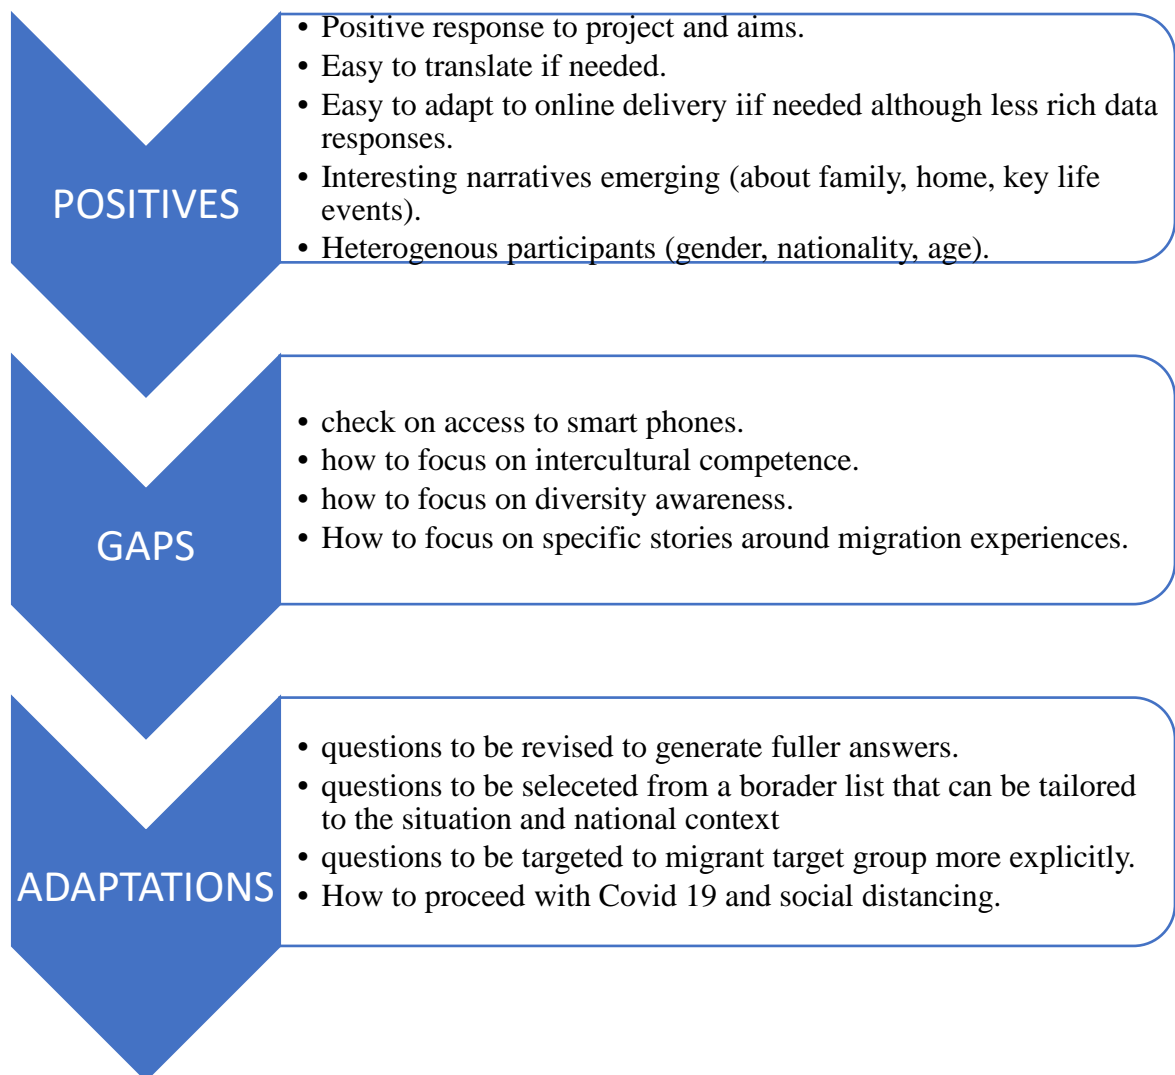 POSITIVES
• Positive response to project and aims.
• Easy to translate if needed.
• Easy to adapt to online delivery iif needed although less rich data
responses.
• Interesting narratives emerging (about family, home, key life
events).
• Heterogenous participants (gender, nationality, age).
GAPS
• check on access to smart phones.
• how to focus on intercultural competence.
• how to focus on diversity awareness.
• How to focus on specific stories around migration experiences.
ADAPTATIONS
• questions to be revised to generate fuller answers.
• questions to be seleceted from a borader list that can be tailored
to the situation and national context
• questions to be targeted to migrant target group more explicitly.
• How to proceed with Covid 19 and social distancing.